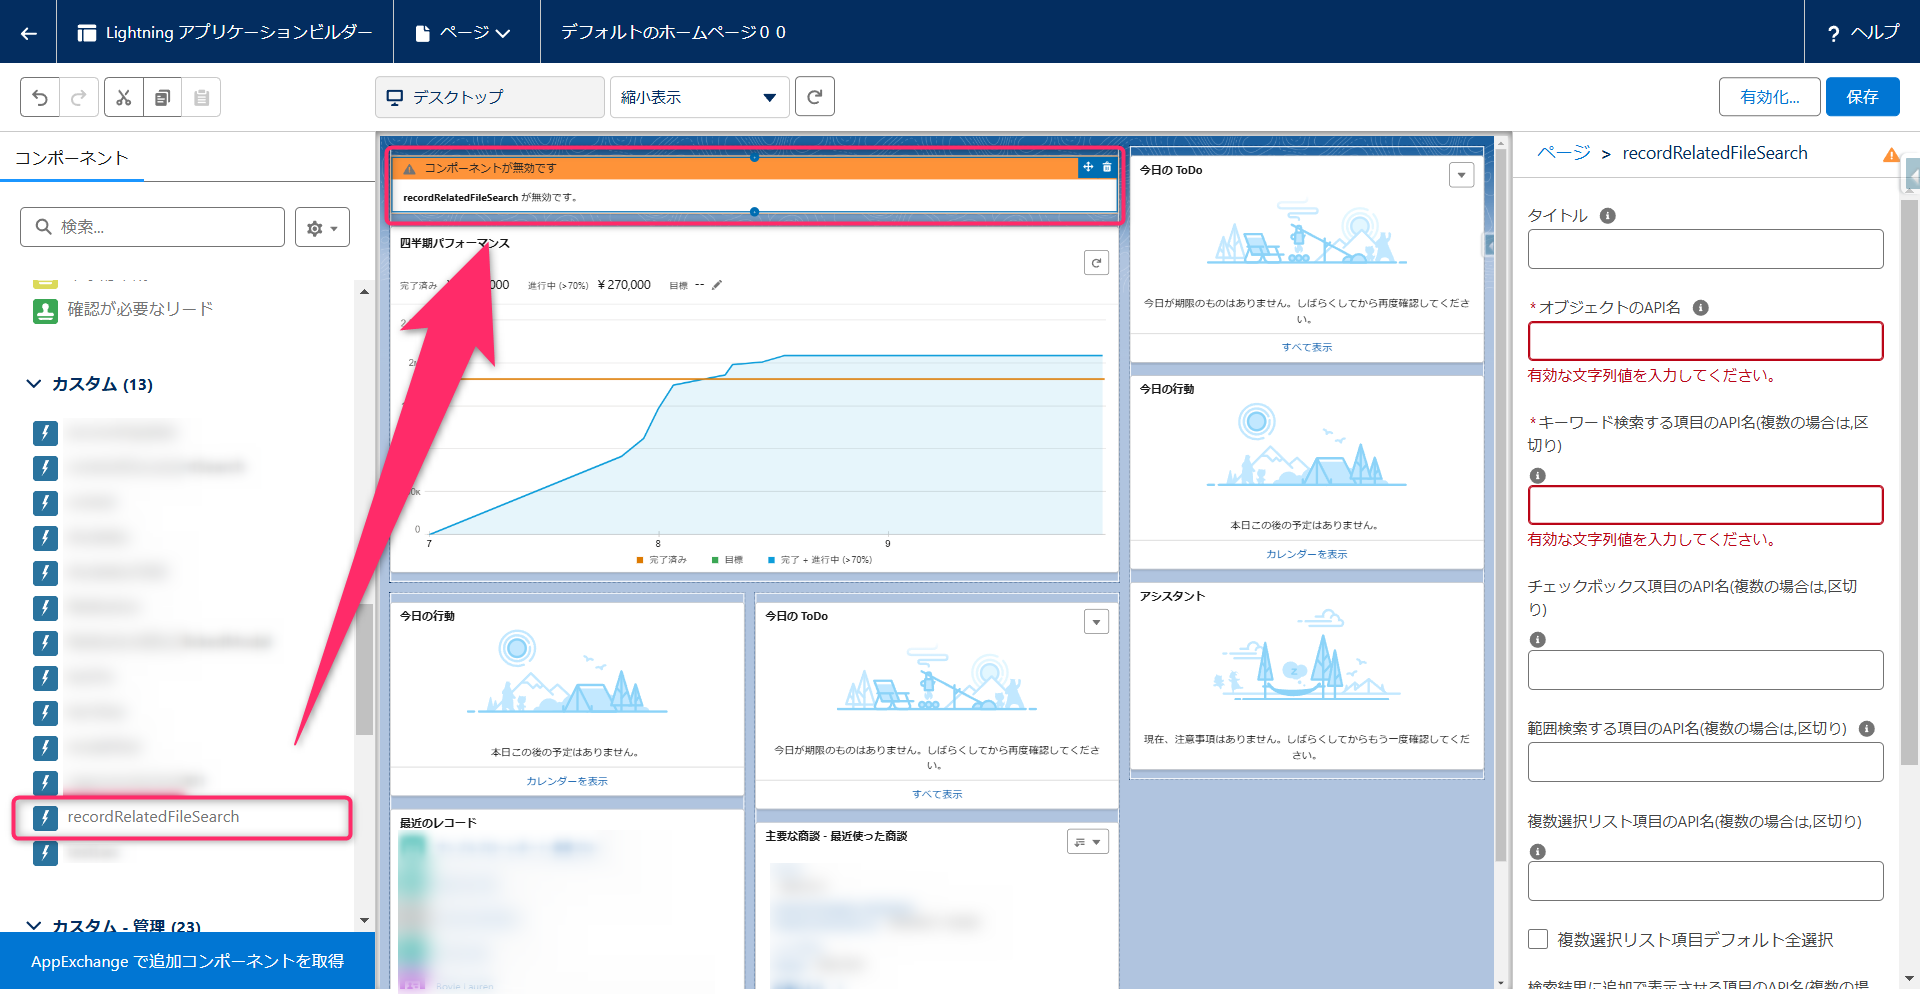 Lightning アプリケーションビルダー
ページ
デフォルトのホームページ００
? ヘルプ
デスクトップ
縮小表示
有効化...
保存
コンポーネント
検索...
確認が必要なリード
カスタム (13)
recordRelatedFileSearch
カスタム - 管理 (23)
AppExchange で追加コンポーネントを取得
コンポーネントが無効です
recordRelatedFileSearch が無効です。
四半期パフォーマンス
完了済み
000
進行中 (>70%) ￥270,000
目標 --
0
7
8
9
完了済み
目標
完了 + 進行中 (>70%)
今日の行動
本日この後の予定はありません。
カレンダーを表示
最近のレコード
今日の ToDo
今日が期限のものはありません。しばらくしてから再度確認してくださ
い。
すべて表示
主要な商談 - 最近使った商談
今日の ToDo
今日が期限のものはありません。しばらくしてから再度確認してくださ
い。
すべて表示
今日の行動
本日この後の予定はありません。
カレンダーを表示
アシスタント
現在、注意事項はありません。しばらくしてからもう一度確認してくだ
さい。
ページ > recordRelatedFileSearch
タイトル
*オブジェクトのAPI名
有効な文字列値を入力してください。
*キーワード検索する項目のAPI名(複数の場合は,区
切り)
有効な文字列値を入力してください。
チェックボックス項目のAPI名(複数の場合は,区切
り)
範囲検索する項目のAPI名(複数の場合は,区切り)
複数選択リスト項目のAPI名(複数の場合は,区切り)
複数選択リスト項目デフォルト全選択
検索結果に追加で表示させる項目のAPI名(複数の場